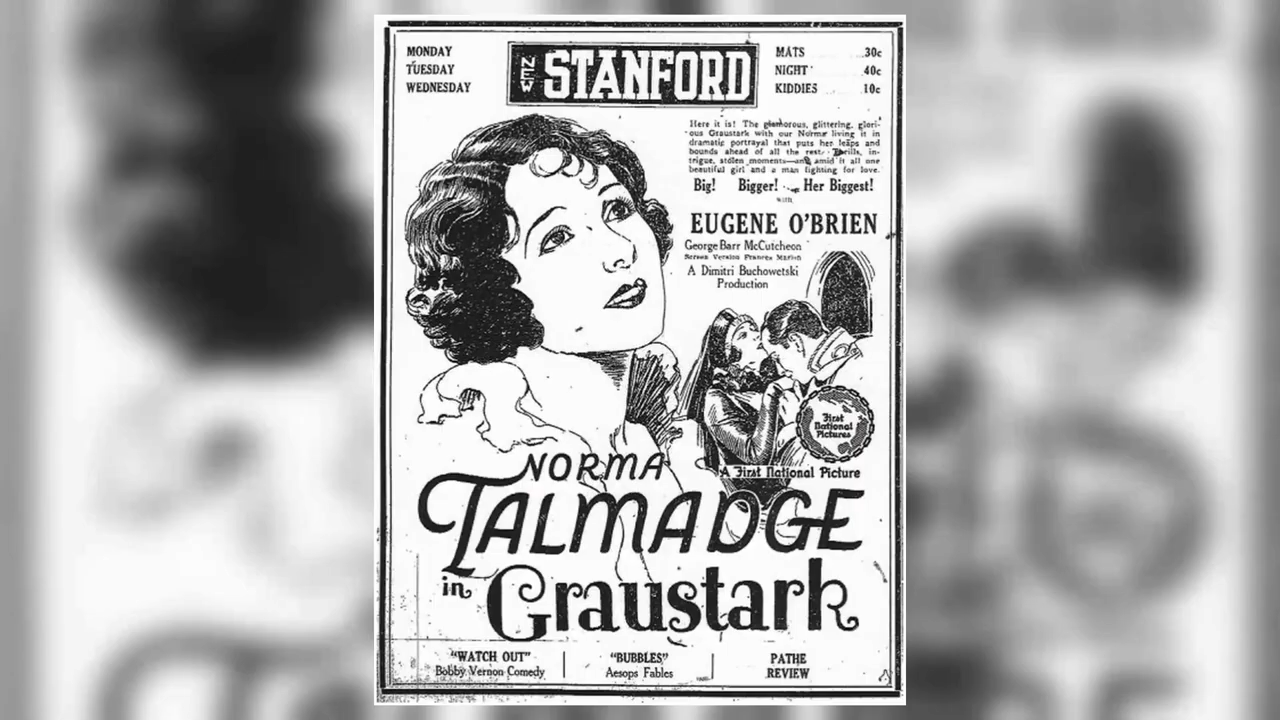 MONDAY
TUESDAY
WEDNESDAY
NEW STANFORD
MATS 30c
NIGHT 40c
KIDDIES 10c
Here it is! The glamorous, glittering, glori-
ous Graustark with our Norma living it in
dramatic portrayal that puts her leaps and
bounds ahead of all the rest. Thrills, in-
trigue, stolen moments—and amid it all one
beautiful girl and a man fighting for love.
Big! Bigger! Her Biggest!
with
EUGENE O'BRIEN
George Barr McCutcheon
Screen Version Frances Marion
A Dimitri Buchowetski
Production
First
National
Pictures
A First National Picture
NORMA
TALMADGE
in Graustark
"WATCH OUT"
Bobby Vernon Comedy
"BUBBLES"
Aesops Fables
PATHE
REVIEW